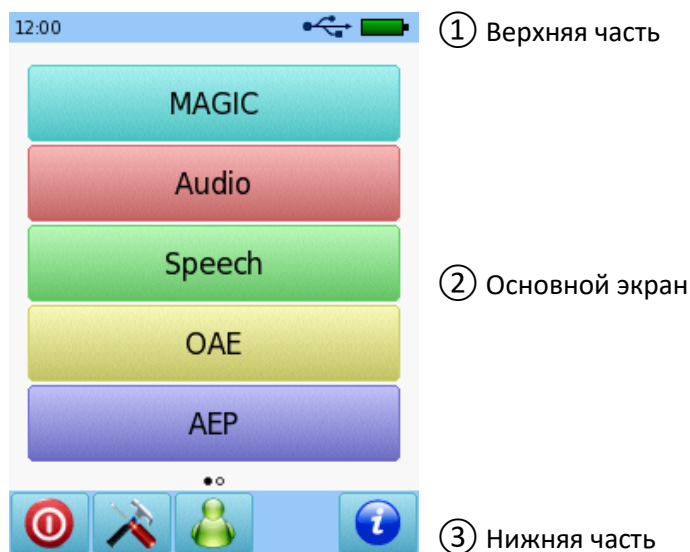 12:00
① Верхняя часть
MAGIC
Audio
Speech
② Основной экран
OAE
AEP
③ Нижняя часть